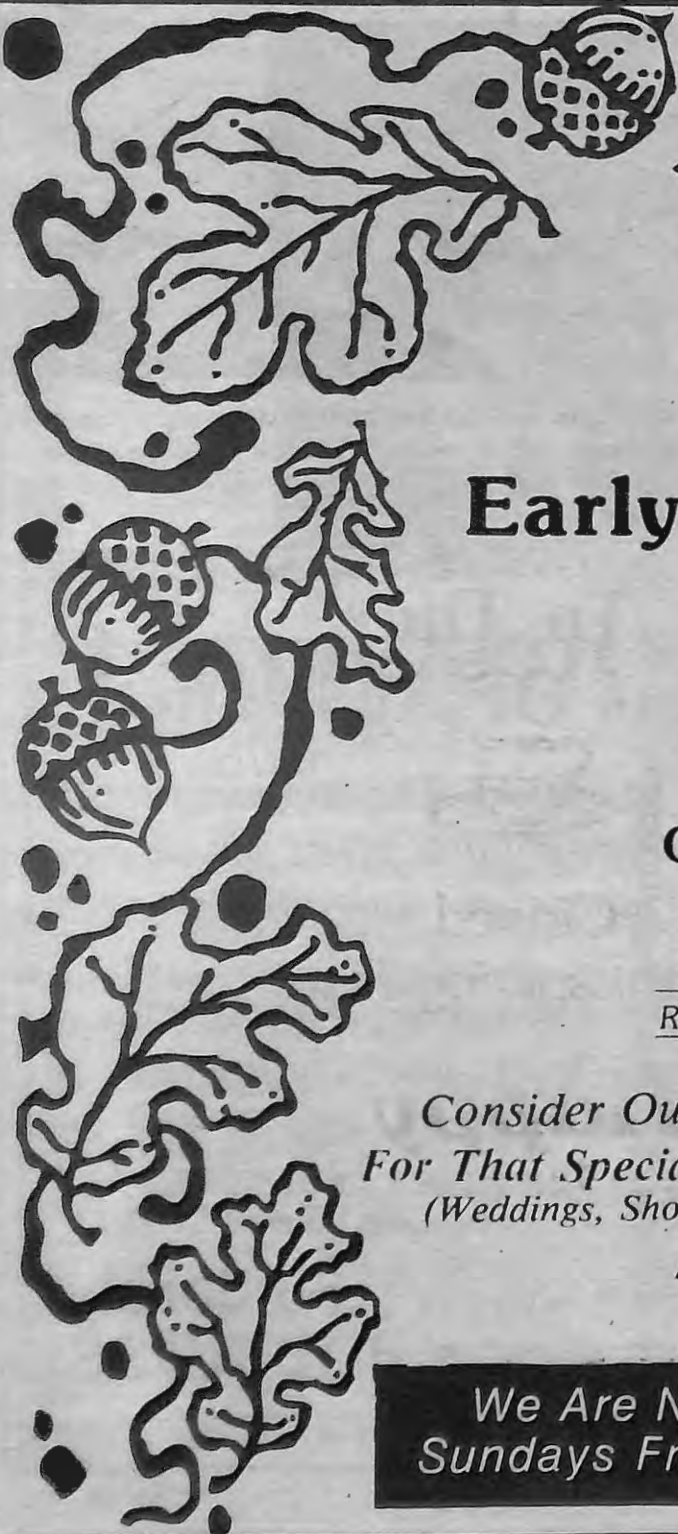 Early
Consider Ou
For That Specia
(Weddings, Sho
We Are N
Sundays Fr